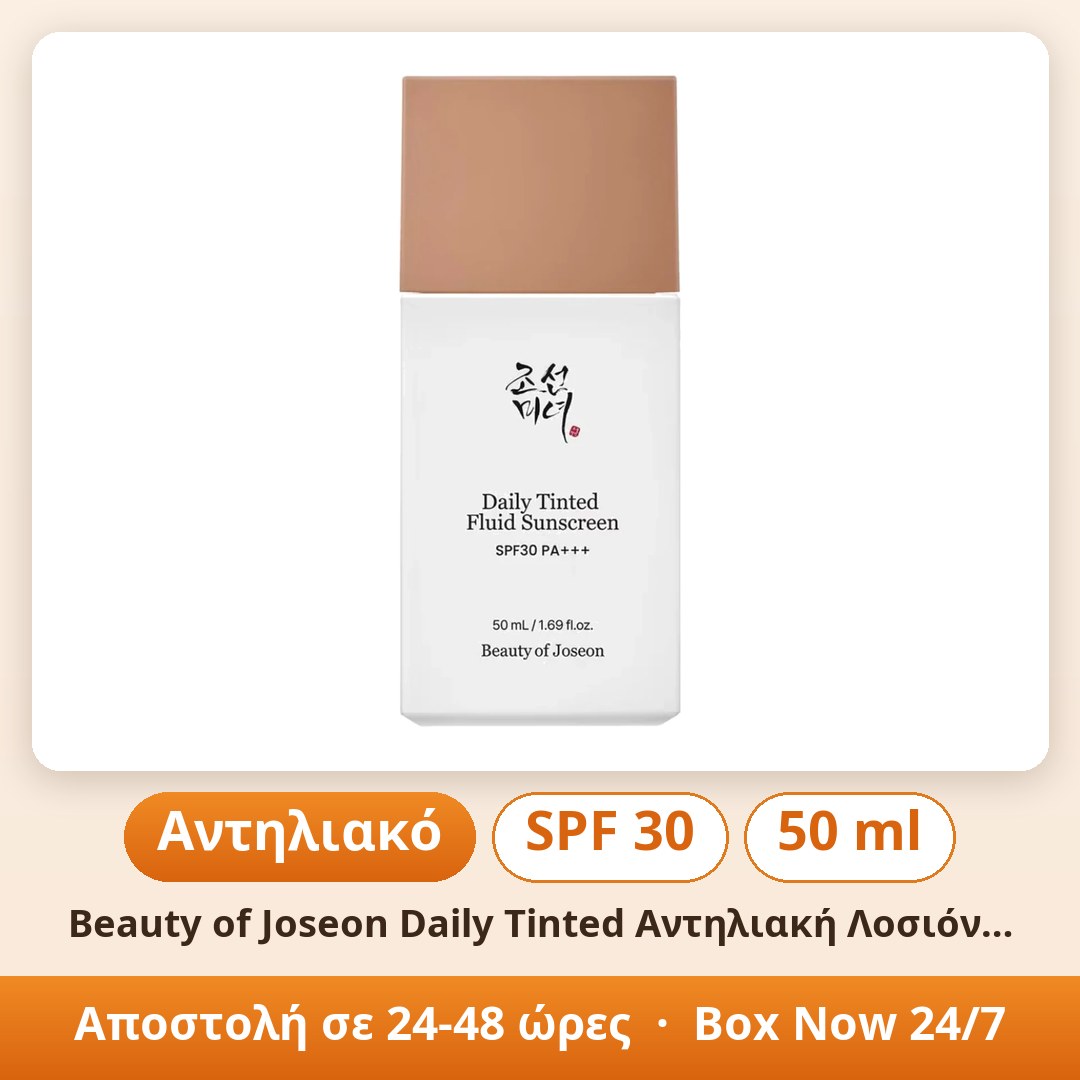 조선
미녀
Daily Tinted
Fluid Sunscreen
SPF30 PA+++
50 mL / 1.69 fl.oz.
Beauty of Joseon
Αντηλιακό
SPF 30
50 ml
Beauty of Joseon Daily Tinted Αντηλιακή Λοσιόν...
Αποστολή σε 24-48 ώρες · Box Now 24/7